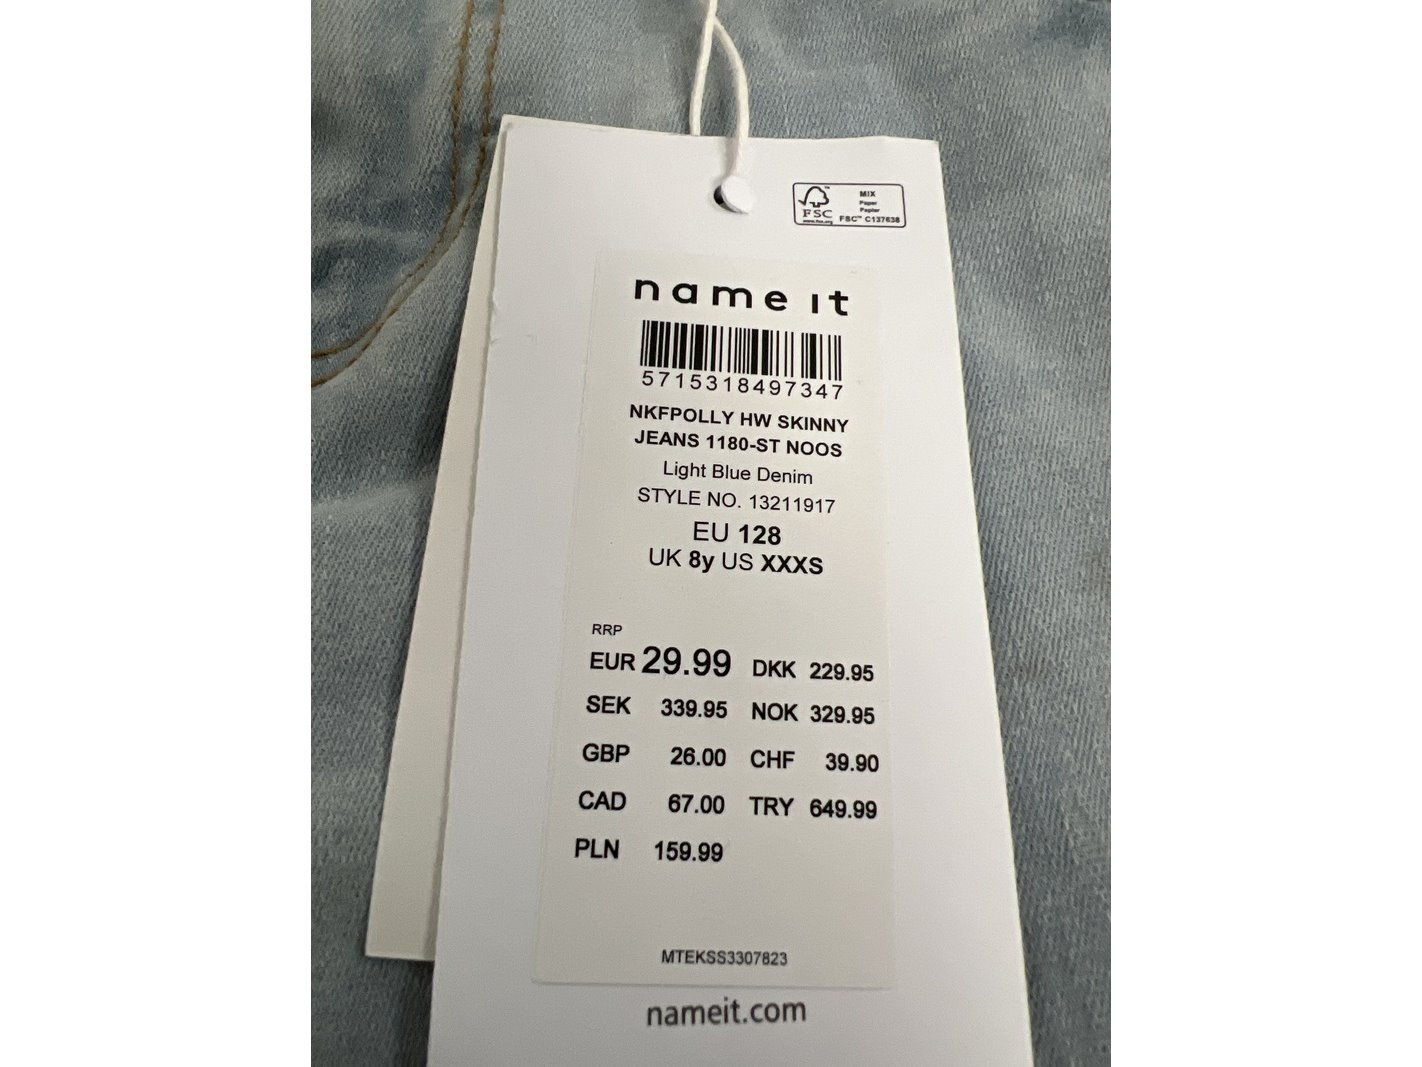 FSC
www.fsc.org
MIX
Paper
Papier
FSC™ C137638
name it
5715318497347
NKFPOLLY HW SKINNY
JEANS 1180-ST NOOS
Light Blue Denim
STYLE NO. 13211917
EU 128
UK 8y US XXXS
RRP
EUR 29.99 DKK 229.95
SEK 339.95 NOK 329.95
GBP 26.00 CHF 39.90
CAD 67.00 TRY 649.99
PLN 159.99
MTEKSS3307823
nameit.com